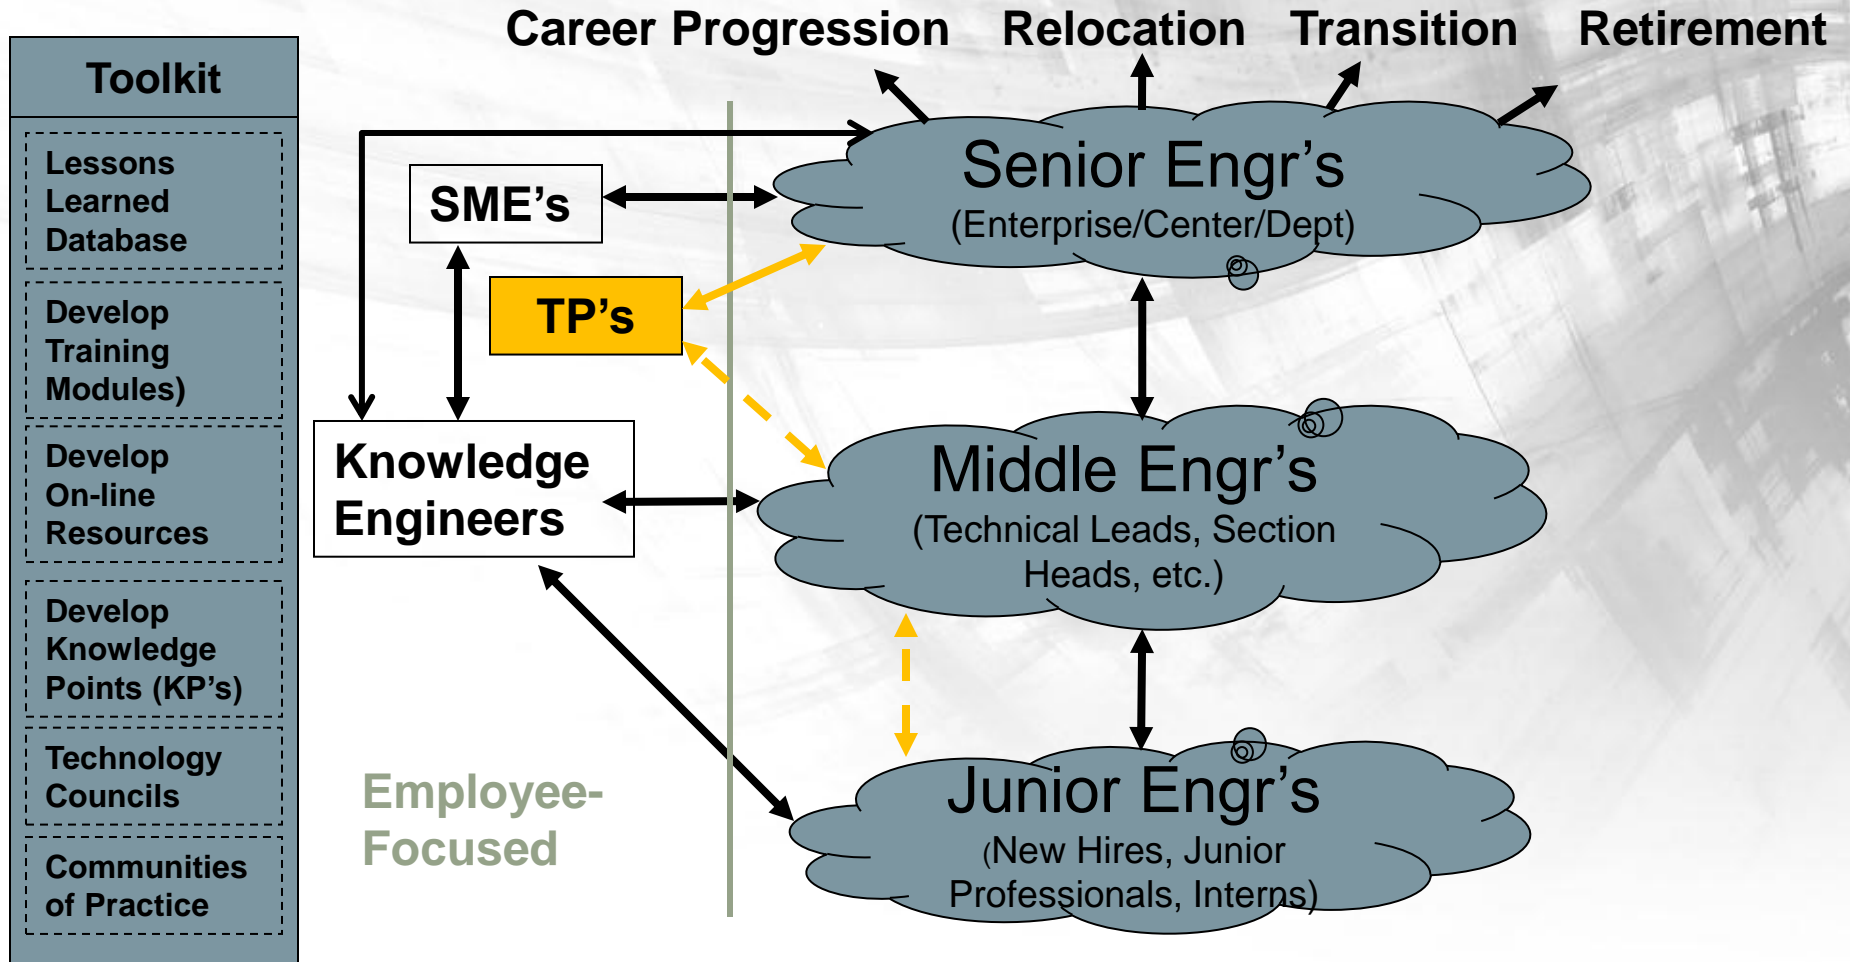 Career Progression Relocation Transition Retirement
Toolkit
Lessons
Learned
Database
Develop
Training
Modules)
Develop
On-line
Resources
Develop
Knowledge
Points (KP’s)
Technology
Councils
Communities
of Practice
SME’s
TP’s
Knowledge
Engineers
Employee-
Focused
Senior Engr’s
(Enterprise/Center/Dept)
Middle Engr’s
(Technical Leads, Section
Heads, etc.)
Junior Engr’s
(New Hires, Junior
Professionals, Interns)